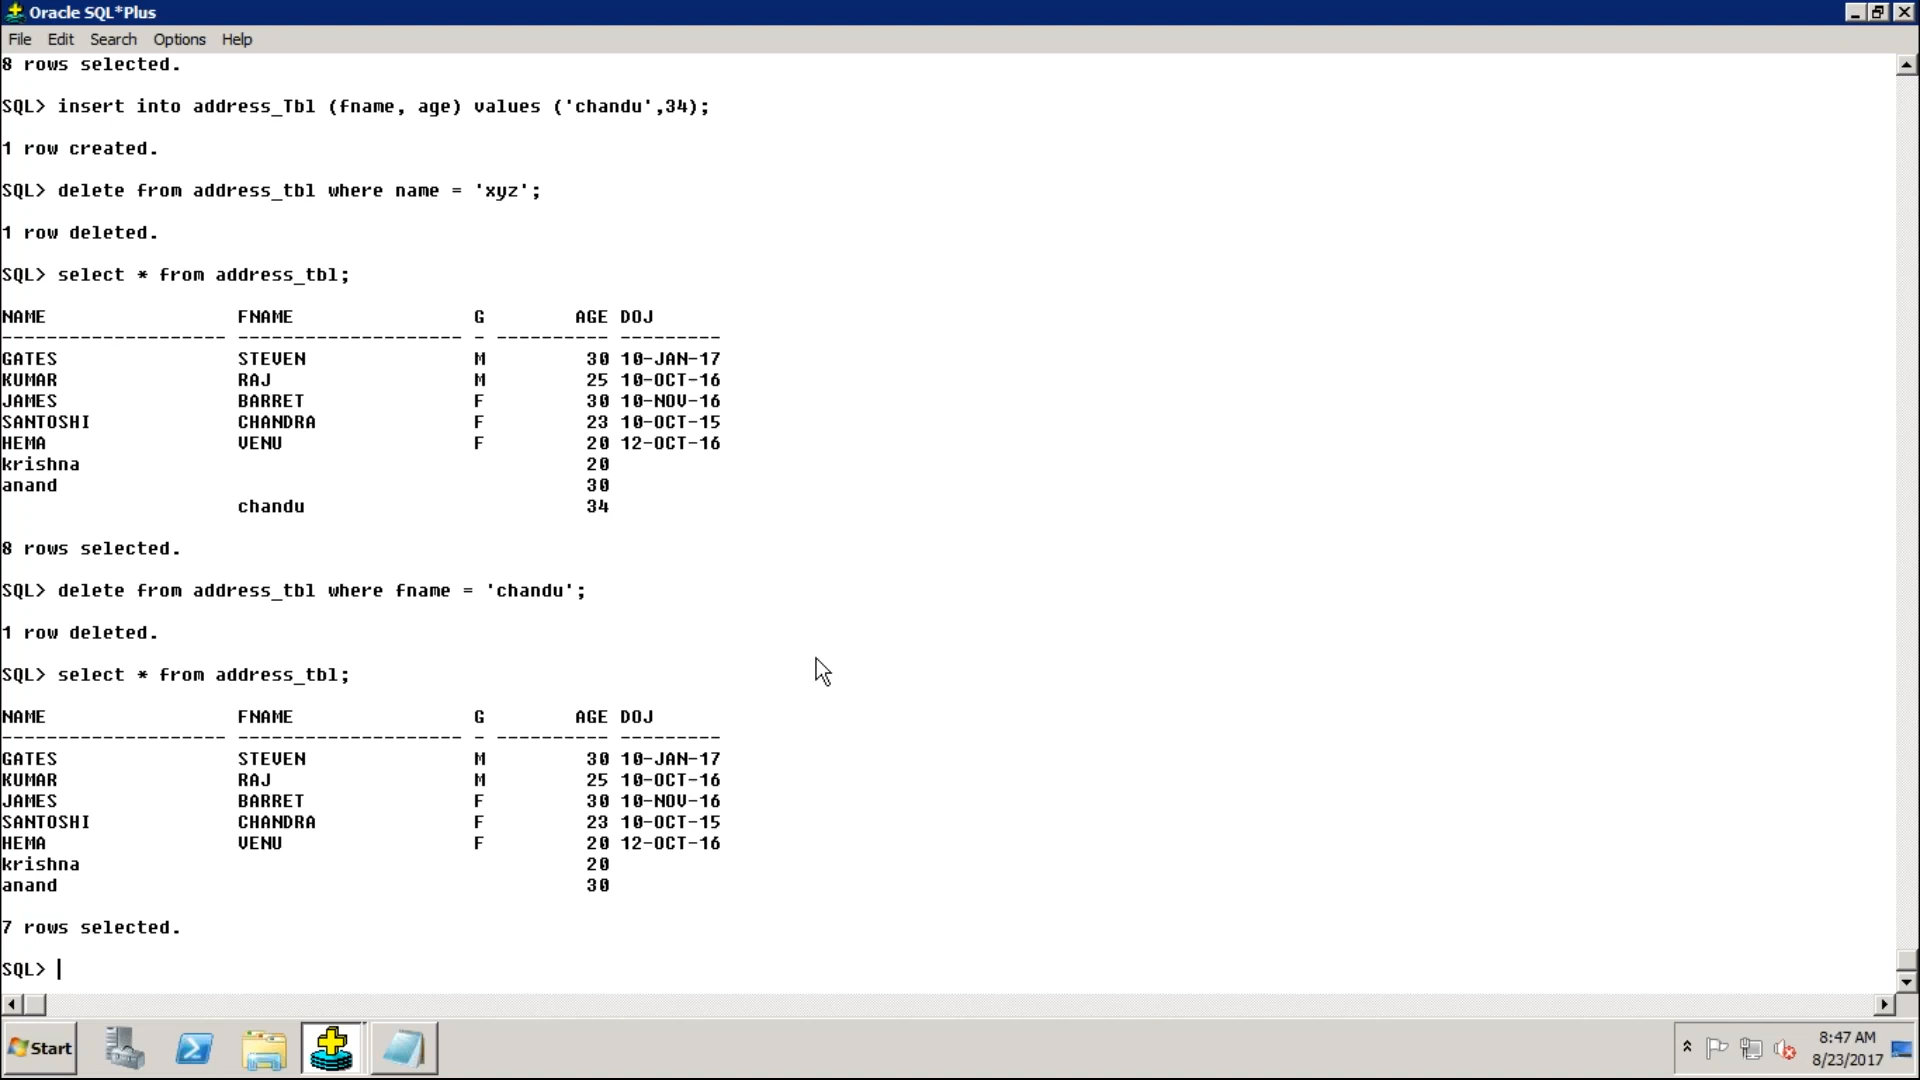 Oracle SQL*Plus
File Edit Search Options Help
8 rows selected.
SQL> insert into address_Tbl (fname, age) values ('chandu',34);
1 row created.
SQL> delete from address_tbl where name = 'xyz';
1 row deleted.
SQL> select * from address_tbl;
NAME FNAME G AGE DOJ
-------------------- -------------------- - ---------- ---------
GATES STEVEN M 30 10-JAN-17
KUMAR RAJ M 25 10-OCT-16
JAMES BARRET F 30 10-NOV-16
SANTOSHI CHANDRA F 23 10-OCT-15
HEMA VENU F 20 12-OCT-16
krishna 20
anand 30
chandu 34
8 rows selected.
SQL> delete from address_tbl where fname = 'chandu';
1 row deleted.
SQL> select * from address_tbl;
NAME FNAME G AGE DOJ
-------------------- -------------------- - ---------- ---------
GATES STEVEN M 30 10-JAN-17
KUMAR RAJ M 25 10-OCT-16
JAMES BARRET F 30 10-NOV-16
SANTOSHI CHANDRA F 23 10-OCT-15
HEMA VENU F 20 12-OCT-16
krishna 20
anand 30
7 rows selected.
SQL>
Start
8:47 AM
8/23/2017